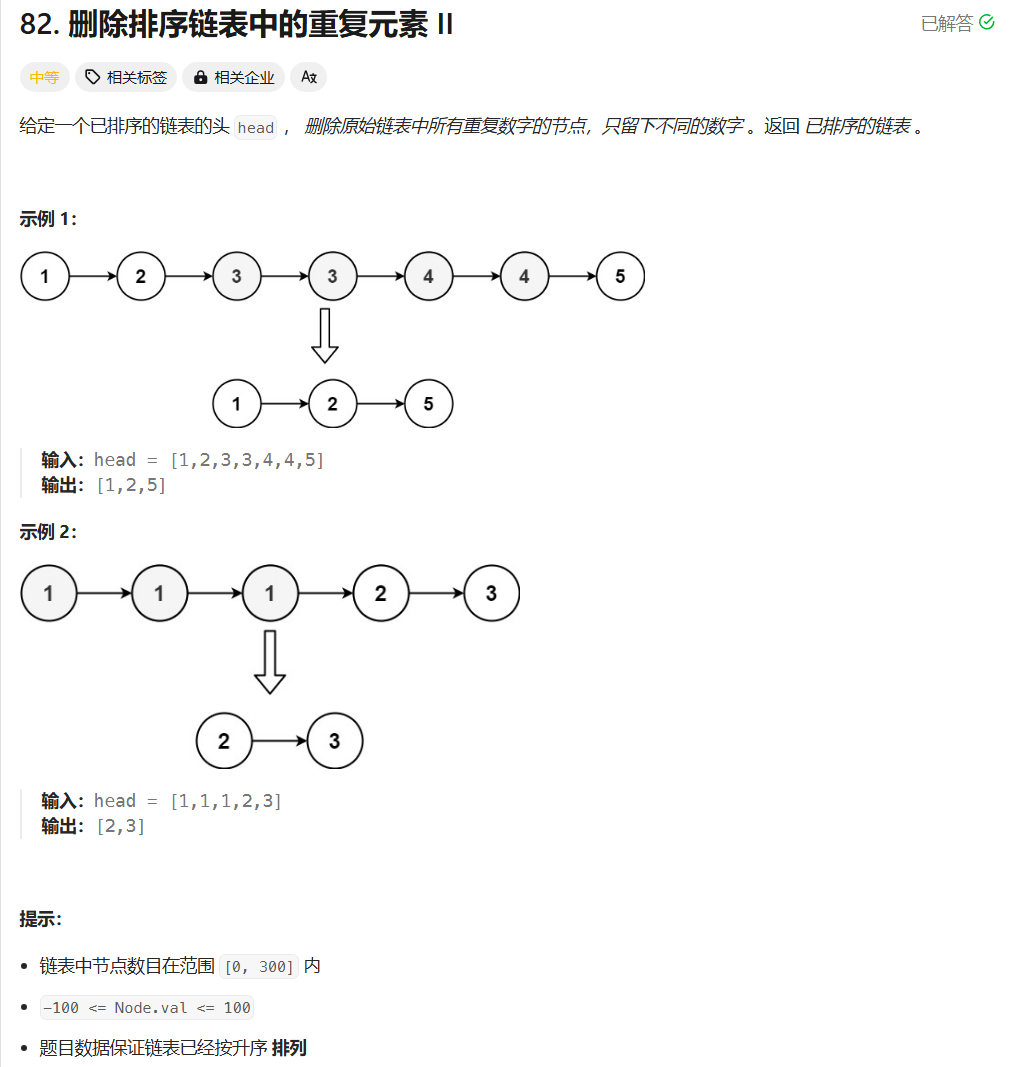 82. 删除排序链表中的重复元素 II
已解答
中等 相关标签 相关企业 Ax
给定一个已排序的链表的头 head ， 删除原始链表中所有重复数字的节点，只留下不同的数字 。返回 已排序的链表 。
示例 1：
1 2 3 3 4 4 5
1 2 5
输入：head = [1,2,3,3,4,4,5]
输出：[1,2,5]
示例 2：
1 1 1 2 3
2 3
输入：head = [1,1,1,2,3]
输出：[2,3]
提示：
• 链表中节点数目在范围 [0, 300] 内
• -100 <= Node.val <= 100
• 题目数据保证链表已经按升序 排列